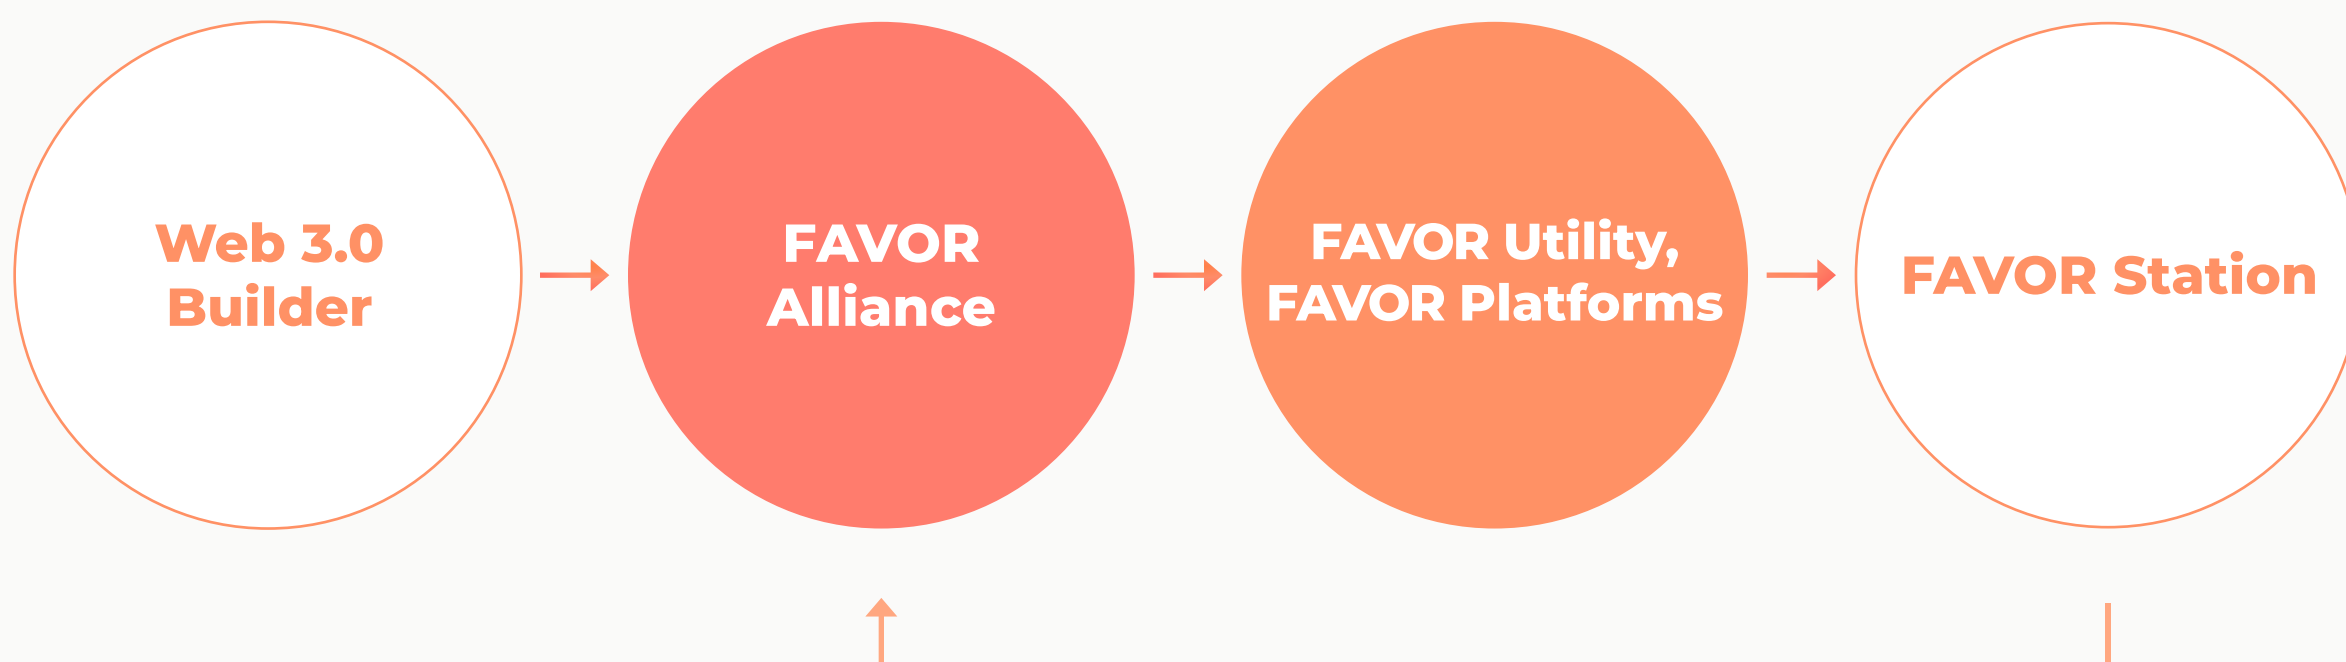 Web 3.0
Builder
FAVOR
Alliance
FAVOR Utility,
FAVOR Platforms
FAVOR Station